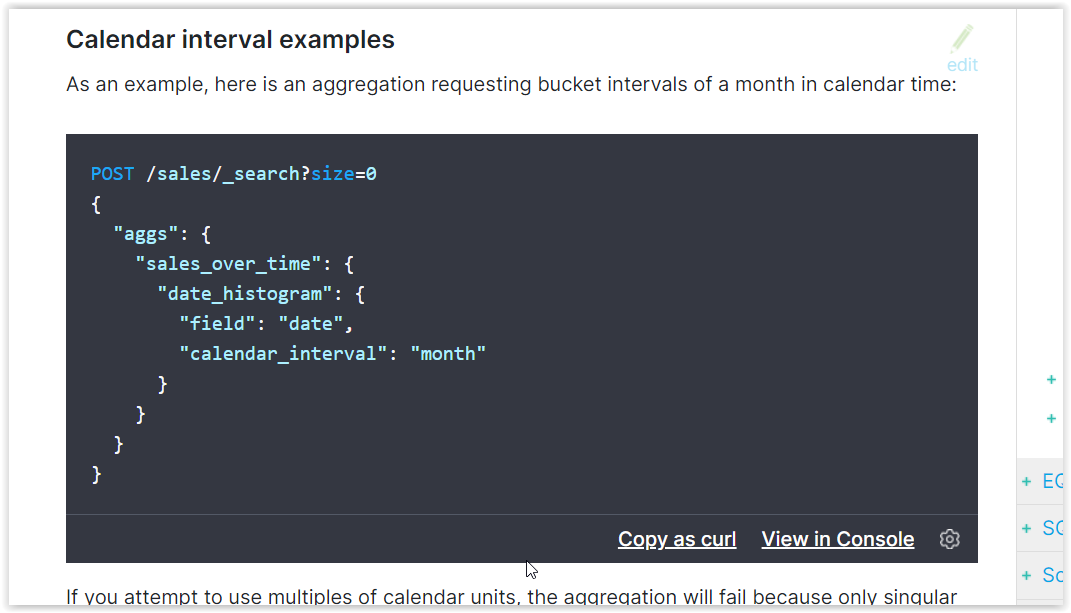 Calendar interval examples
edit
As an example, here is an aggregation requesting bucket intervals of a month in calendar time:
POST /sales/_search?size=0
{
  "aggs": {
    "sales_over_time": {
      "date_histogram": {
        "field": "date",
        "calendar_interval": "month"
      }
    }
  }
}
Copy as curl View in Console
If you attempt to use multiples of calendar units, the aggregation will fail because only singular
+
+
+ EQ
+ SQ
+ Sc